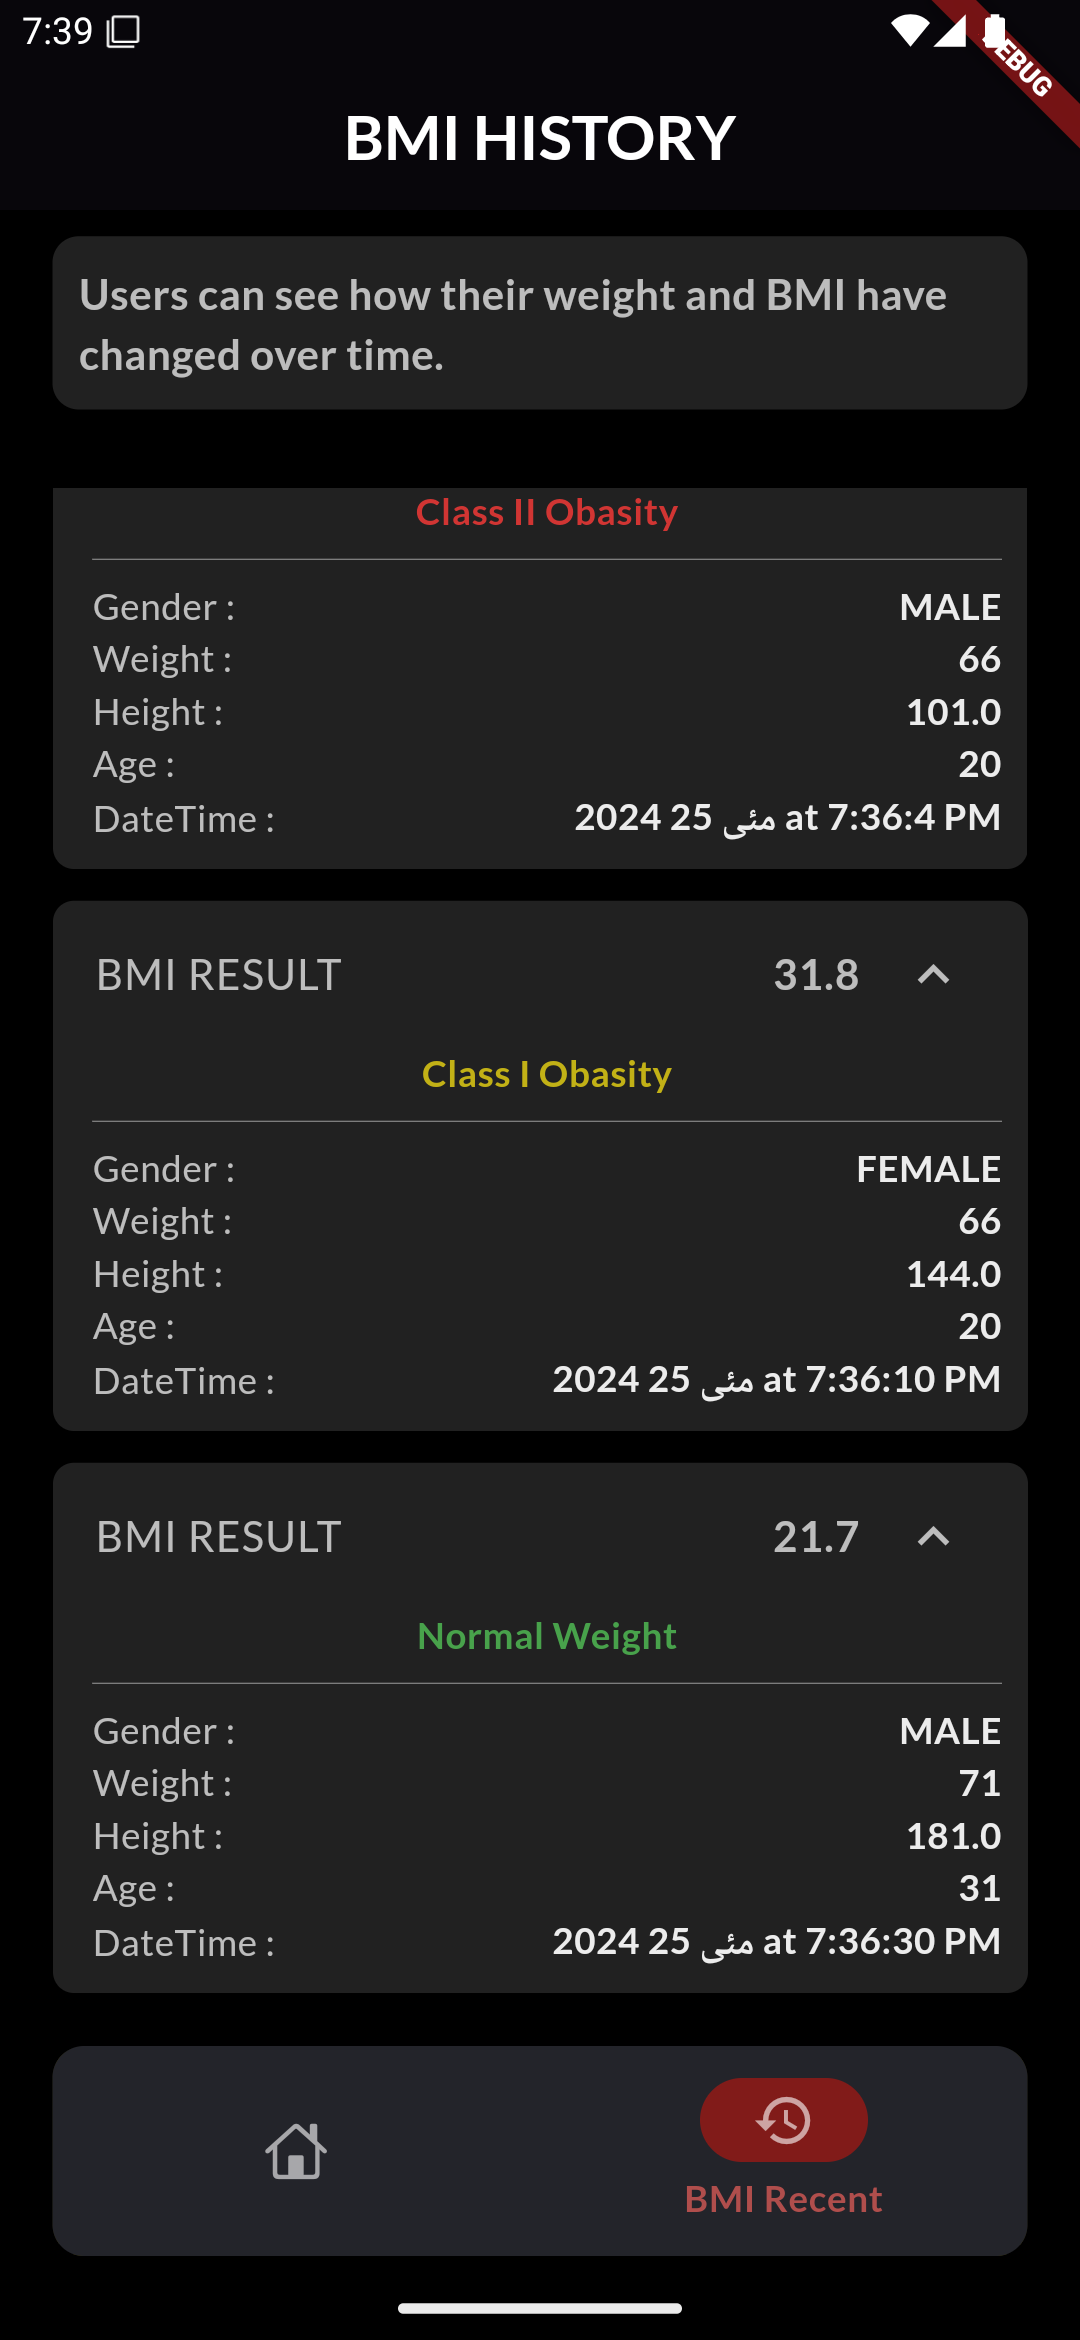 7:39
DEBUG
BMI HISTORY
Users can see how their weight and BMI have
changed over time.
Class II Obasity
Gender : MALE
Weight : 66
Height : 101.0
Age : 20
DateTime : 2024 25 مئی at 7:36:4 PM
BMI RESULT 31.8
Class I Obasity
Gender : FEMALE
Weight : 66
Height : 144.0
Age : 20
DateTime : 2024 25 مئی at 7:36:10 PM
BMI RESULT 21.7
Normal Weight
Gender : MALE
Weight : 71
Height : 181.0
Age : 31
DateTime : 2024 25 مئی at 7:36:30 PM
BMI Recent